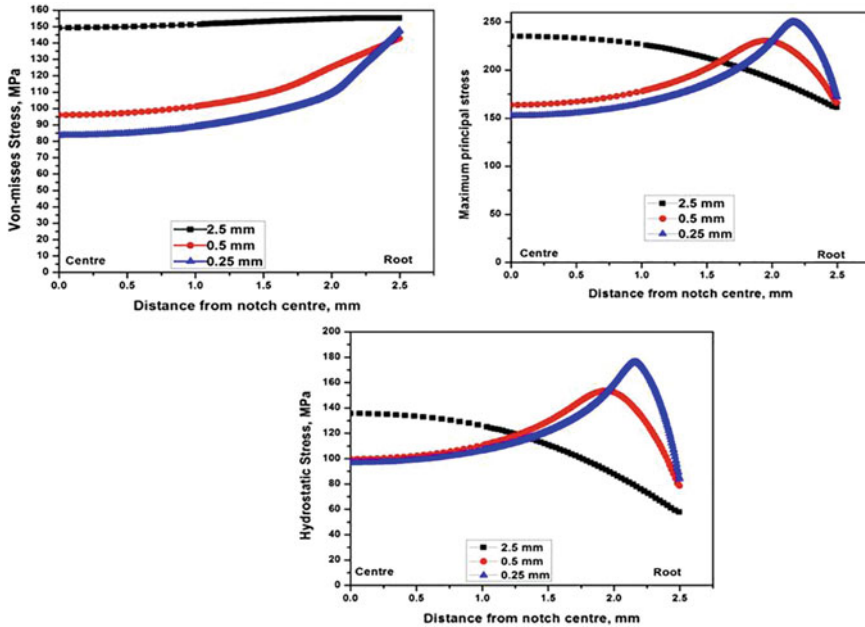 160
150
140
130
120
110
100
90
80
70
60
50
40
30
20
10
0
Von-misses Stress, MPa
2.5 mm
0.5 mm
0.25 mm
Centre
Root
0.0 0.5 1.0 1.5 2.0 2.5
Distance from notch centre, mm
250
200
150
100
50
0
Maximum principal stress
2.5 mm
0.5 mm
0.25 mm
Centre
Root
0.0 0.5 1.0 1.5 2.0 2.5
Distance from notch centre, mm
200
180
160
140
120
100
80
60
40
20
0
Hydrostatic Stress, MPa
2.5 mm
0.5 mm
0.25 mm
Centre
Root
0.0 0.5 1.0 1.5 2.0 2.5
Distance from notch centre, mm